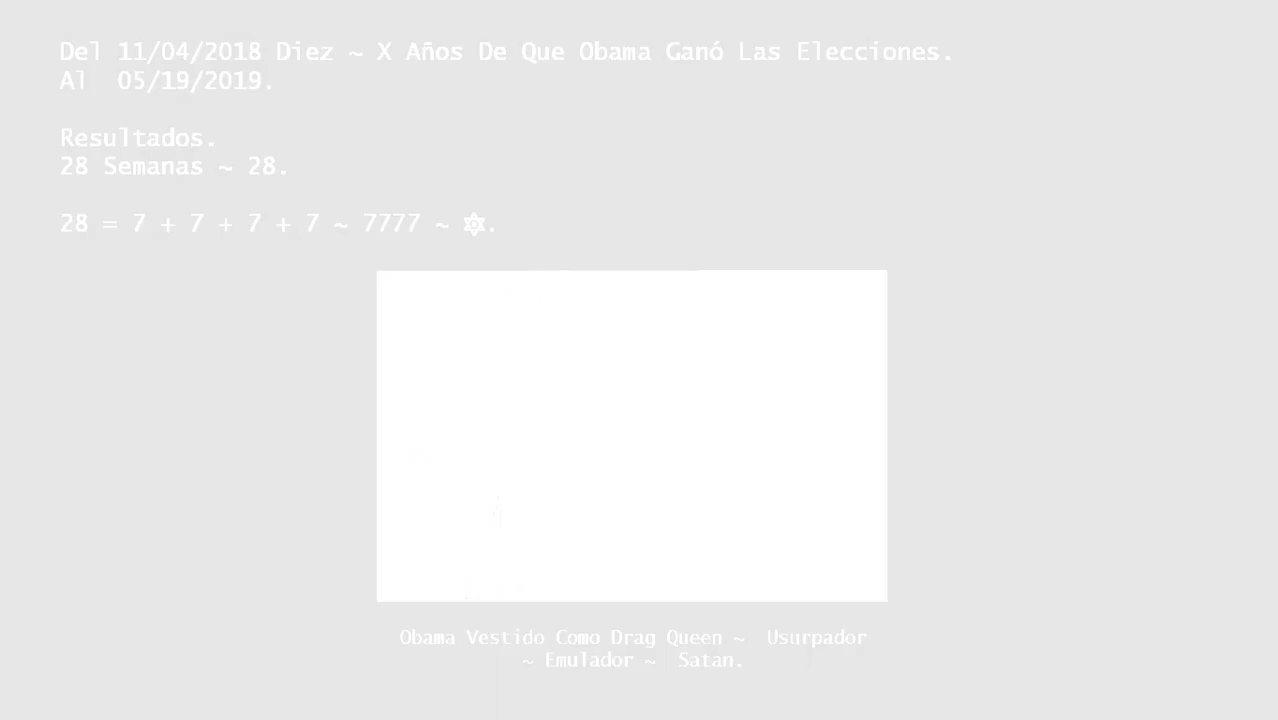 Del 11/04/2018 Diez ~ X Años De Que Obama Ganó Las Elecciones.
Al 05/19/2019.
Resultados.
28 Semanas ~ 28.
28 = 7 + 7 + 7 + 7 ~ 7777 ~ 🔯.
Obama Vestido Como Drag Queen ~ Usurpador
~ Emulador ~ Satan.